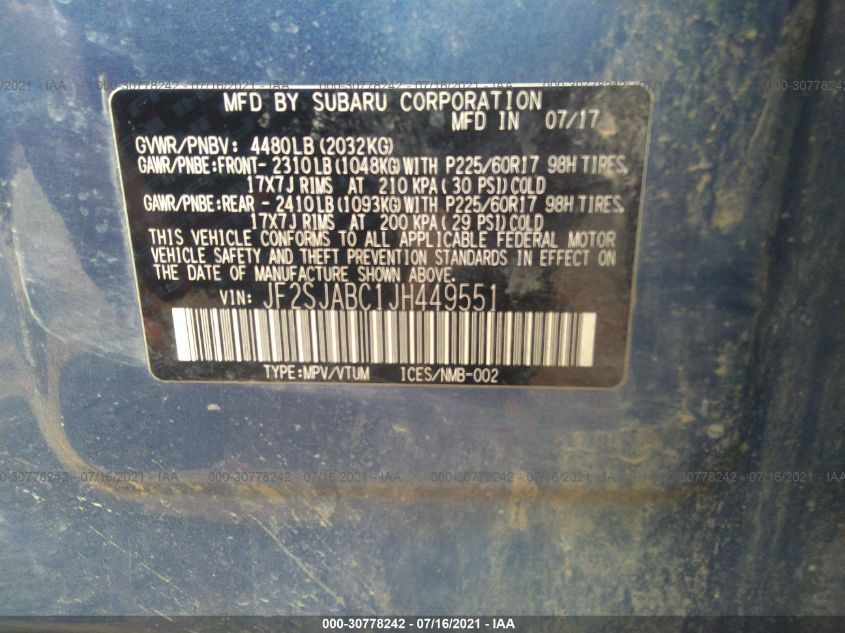 MFD BY SUBARU CORPORATION
MFD IN 07/17
GVWR/PNBV: 4480LB(2032KG)
GAWR/PNBE:FRONT- 2310LB(1048KG)WITH P225/60R17 98H TIRES,
17X7J RIMS AT 210 KPA(30 PSI)COLD
GAWR/PNBE:REAR - 2410LB(1093KG)WITH P225/60R17 98H TIRES,
17X7J RIMS AT 200 KPA(29 PSI)COLD
THIS VEHICLE CONFORMS TO ALL APPLICABLE FEDERAL MOTOR
VEHICLE SAFETY AND THEFT PREVENTION STANDARDS IN EFFECT ON
THE DATE OF MANUFACTURE SHOWN ABOVE.
VIN: JF2SJABC1JH449551
TYPE:MPV/VTUM ICES/NMB-002
000-30778242 - 07/16/2021 - IAA